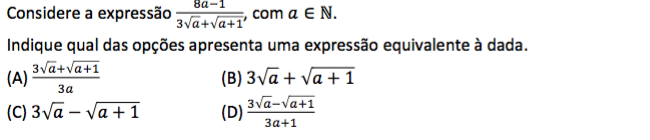 Considere a expressão \frac{8a-1}{3\sqrt{a}+\sqrt{a+1}}, com a ∈ ℕ.
Indique qual das opções apresenta uma expressão equivalente à dada.
(A) \frac{3\sqrt{a}+\sqrt{a+1}}{3a} (B) 3\sqrt{a} + \sqrt{a+1}
(C) 3\sqrt{a} − \sqrt{a+1} (D) \frac{3\sqrt{a}-\sqrt{a+1}}{3a+1}